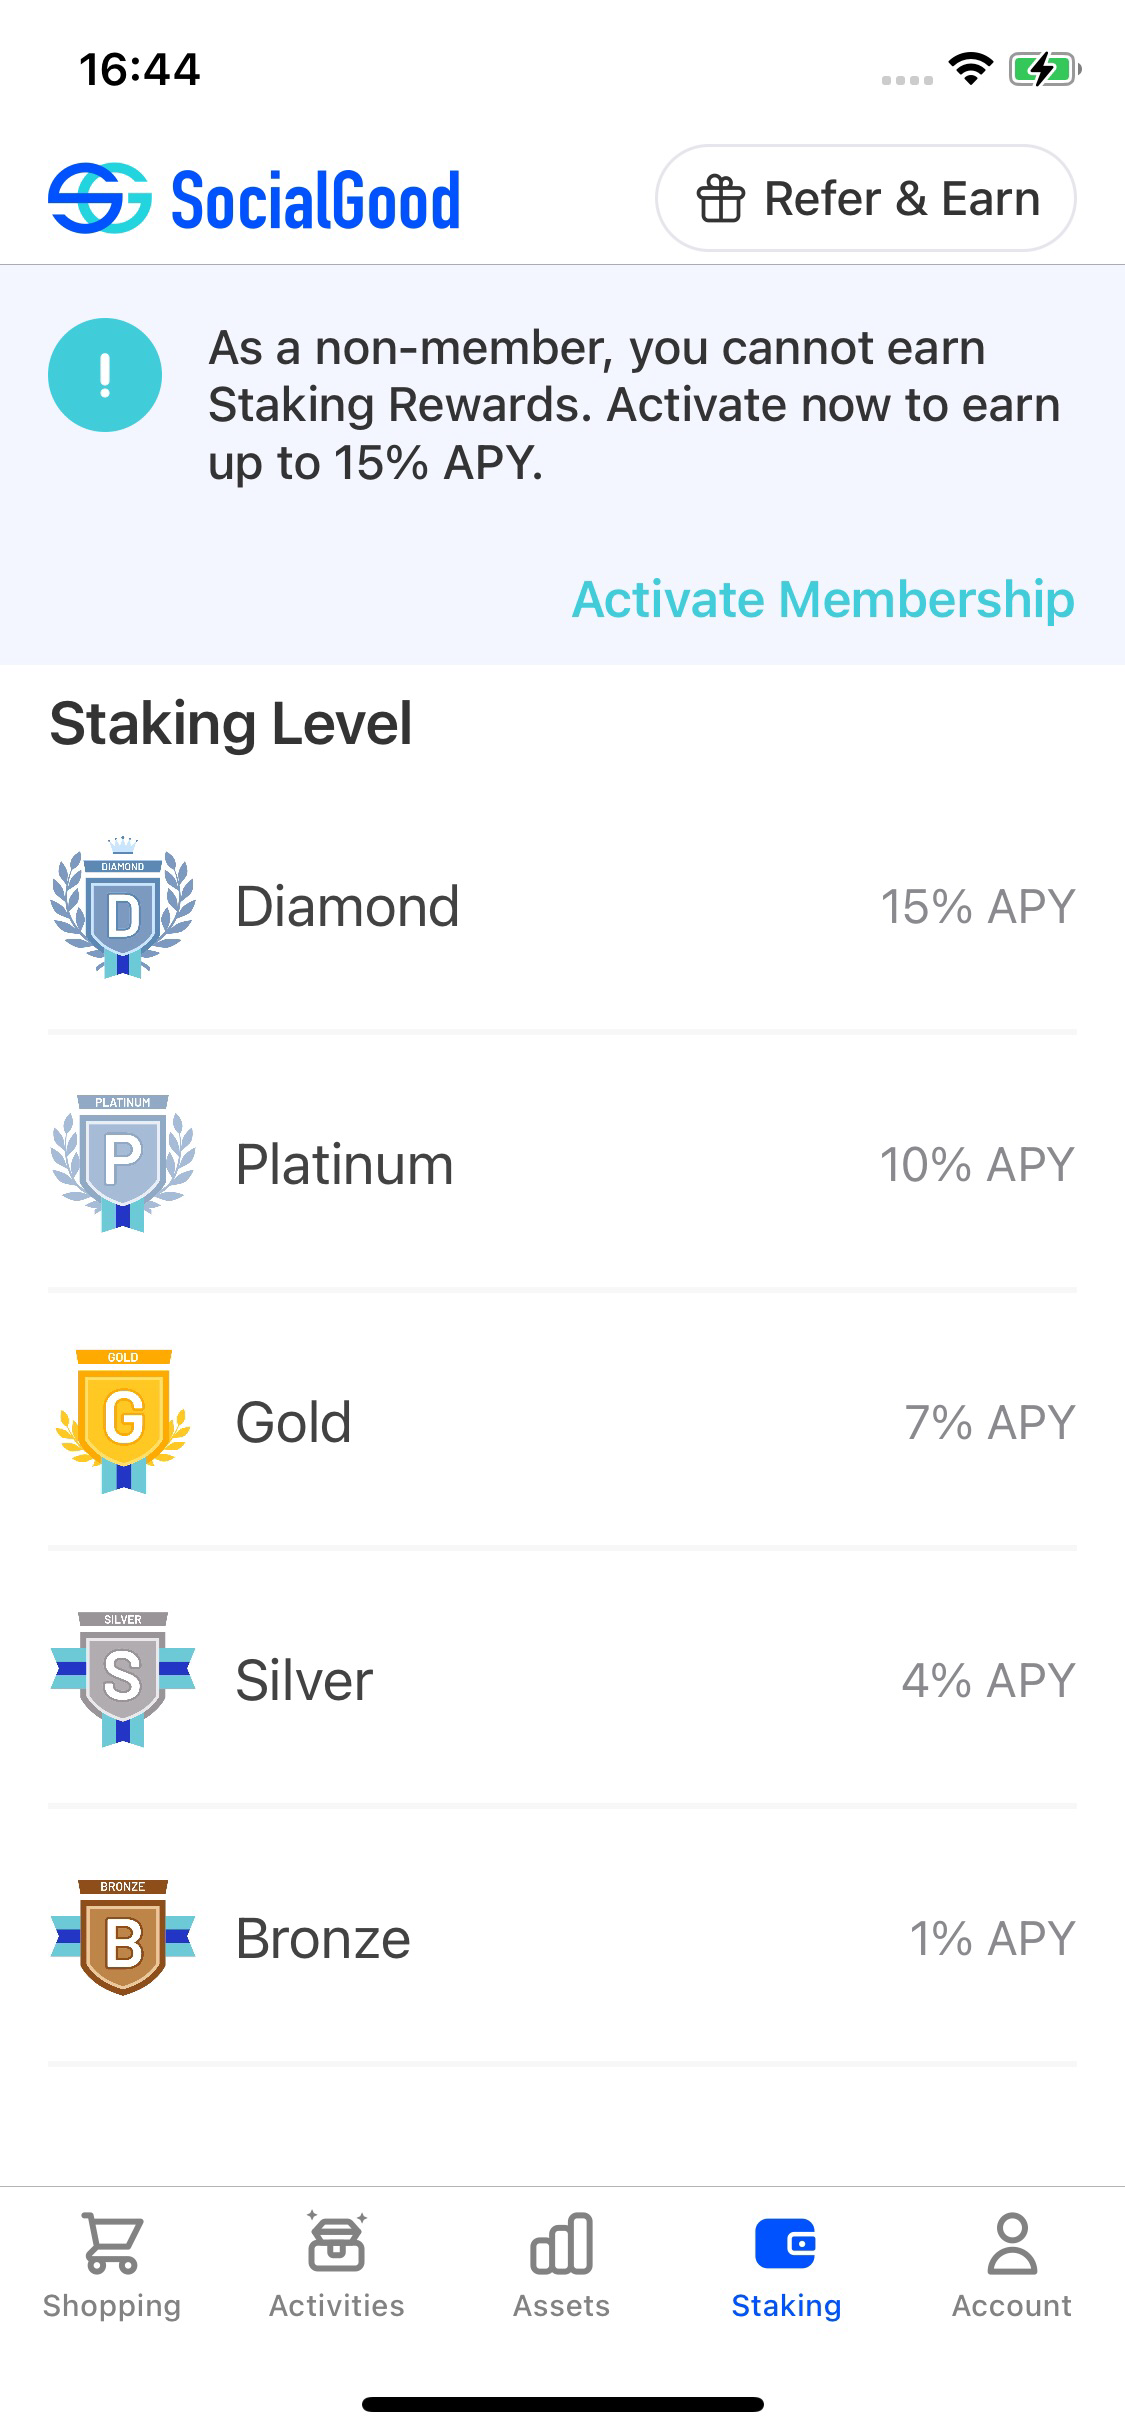 16:44
SocialGood
Refer & Earn
As a non-member, you cannot earn
Staking Rewards. Activate now to earn
up to 15% APY.
Activate Membership
Staking Level
DIAMOND
D
Diamond
15% APY
PLATINUM
P
Platinum
10% APY
GOLD
G
Gold
7% APY
SILVER
S
Silver
4% APY
BRONZE
B
Bronze
1% APY
Shopping
Activities
Assets
Staking
Account